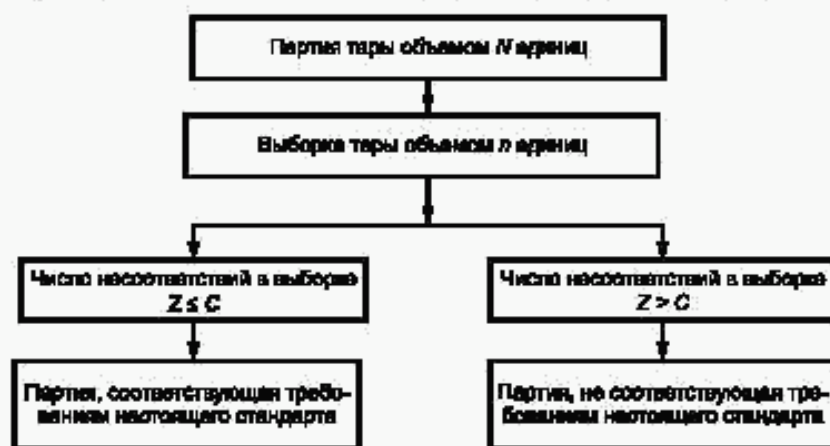 Партия тары объемом N единиц
Выборка тары объемом n единиц
Число несоответствий в выборке
Z ≤ C
Число несоответствий в выборке
Z > C
Партия, соответствующая требо-
ваниям настоящего стандарта
Партия, не соответствующая тре-
бованиям настоящего стандарта